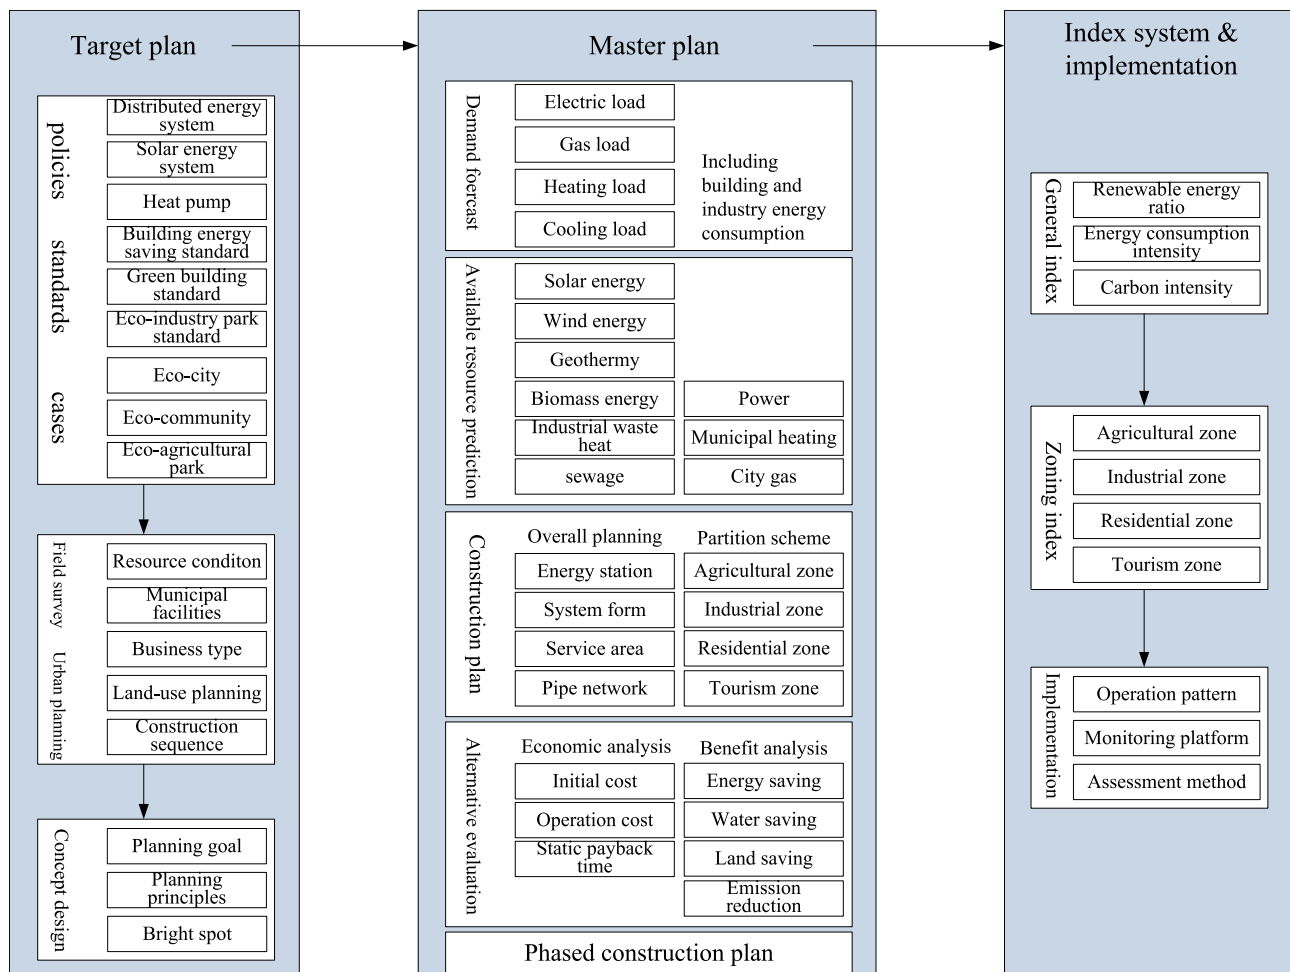 Target plan
policies
Distributed energy
system
Solar energy
system
Heat pump
standards
Building energy
saving standard
Green building
standard
Eco-industry park
standard
cases
Eco-city
Eco-community
Eco-agricultural
park
Field survey
Resource conditon
Municipal
facilities
Urban planning
Business type
Land-use planning
Construction
sequence
Concept design
Planning goal
Planning
principles
Bright spot
Master plan
Demand foercast
Electric load
Gas load
Heating load
Cooling load
Including
building and
industry energy
consumption
Available resource prediction
Solar energy
Wind energy
Geothermy
Biomass energy
Industrial waste
heat
sewage
Power
Municipal heating
City gas
Construction plan
Overall planning
Energy station
System form
Service area
Pipe network
Partition scheme
Agricultural zone
Industrial zone
Residential zone
Tourism zone
Alternative evaluation
Economic analysis
Initial cost
Operation cost
Static payback
time
Benefit analysis
Energy saving
Water saving
Land saving
Emission
reduction
Phased construction plan
Index system &
implementation
General index
Renewable energy
ratio
Energy consumption
intensity
Carbon intensity
Zoning index
Agricultural zone
Industrial zone
Residential zone
Tourism zone
Implementation
Operation pattern
Monitoring platform
Assessment method